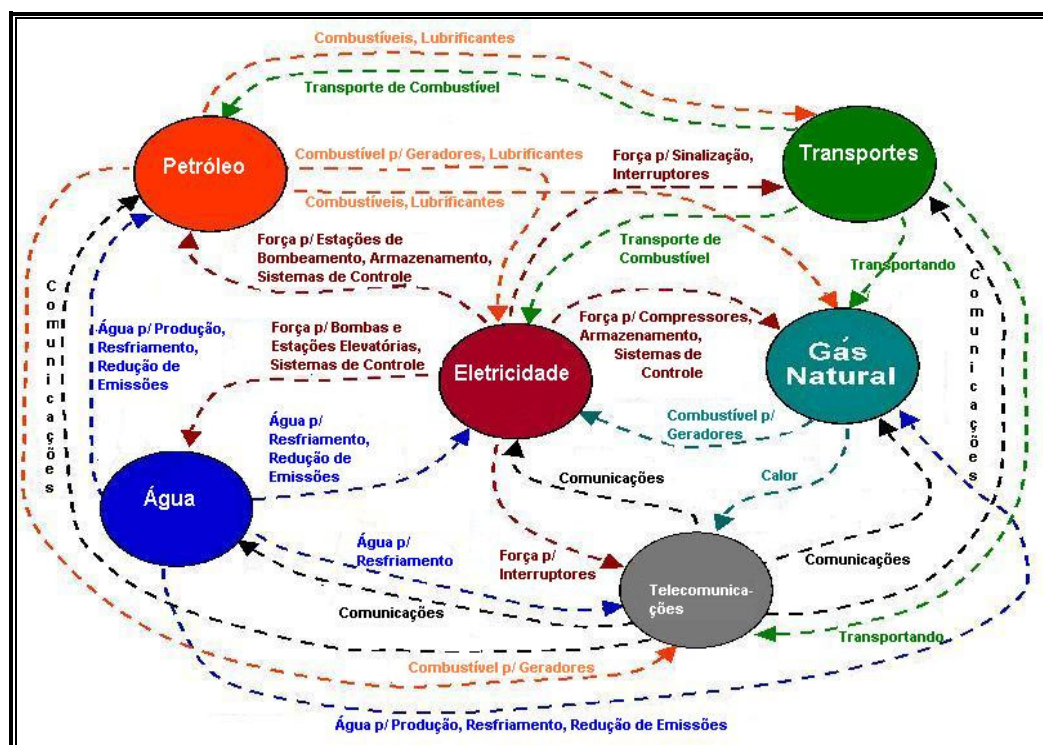 Combustíveis, Lubrificantes
Transporte de Combustível
Petróleo
Transportes
Combustível p/ Geradores, Lubrificantes
Força p/ Sinalização,
Interruptores
Combustíveis, Lubrificantes
Força p/ Estações de
Bombeamento, Armazenamento,
Sistemas de Controle
Transporte de
Combustível
Transportando
Comunicações
Comunicações
Água p/ Produção,
Resfriamento,
Redução de
Emissões
Força p/ Bombas e
Estações Elevatórias,
Sistemas de Controle
Eletricidade
Força p/ Compressores,
Armazenamento,
Sistemas de
Controle
Gás
Natural
Água p/
Resfriamento,
Redução de
Emissões
Combustível p/
Geradores
Água
Comunicações
Calor
Água p/
Resfriamento
Força p/
Interruptores
Comunicações
Telecomunica-
ções
Comunicações
Transportando
Combustível p/ Geradores
Água p/ Produção, Resfriamento, Redução de Emissões